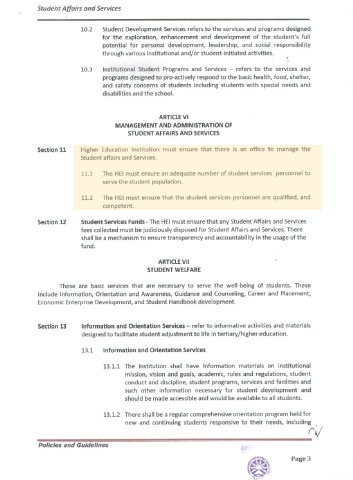 Student Affairs and Services
10.2 Student Development Services refers to the services and programs designed
for the exploration, enhancement and development of the student's full
potential for personal development, leadership, and social responsibility
through various institutional and/or student-initiated activities.
10.3 Institutional Student Programs and Services – refers to the services and
programs designed to pro-actively respond to the basic health, food, shelter,
and safety concerns of students including students with special needs and
disabilities and the school.
ARTICLE VI
MANAGEMENT AND ADMINISTRATION OF
STUDENT AFFAIRS AND SERVICES
Section 11 Higher Education Institution must ensure that there is an office to manage the
Student affairs and Services.
11.1 The HEI must ensure an adequate number of student services personnel to
serve the student population.
11.2 The HEI must ensure that the student services personnel are qualified, and
competent.
Section 12 Student Services Funds - The HEI must ensure that any Student Affairs and Services
fees collected must be judiciously disposed for Student Affairs and Services. There
shall be a mechanism to ensure transparency and accountability in the usage of the
fund.
ARTICLE VII
STUDENT WELFARE
These are basic services that are necessary to serve the well-being of students. These
include Information, Orientation and Awareness, Guidance and Counseling, Career and Placement,
Economic Enterprise Development, and Student Handbook development.
Section 13 Information and Orientation Services – refer to informative activities and materials
designed to facilitate student adjustment to life in tertiary/higher education.
13.1 Information and Orientation Services
13.1.1 The Institution shall have Information materials on institutional
mission, vision and goals, academic, rules and regulations, student
conduct and discipline, student programs, services and facilities and
such other information necessary for student development and
should be made accessible and would be available to all students.
13.1.2 There shall be a regular comprehensive orientation program held for
new and continuing students responsive to their needs, including
Policies and Guidelines
Page 3